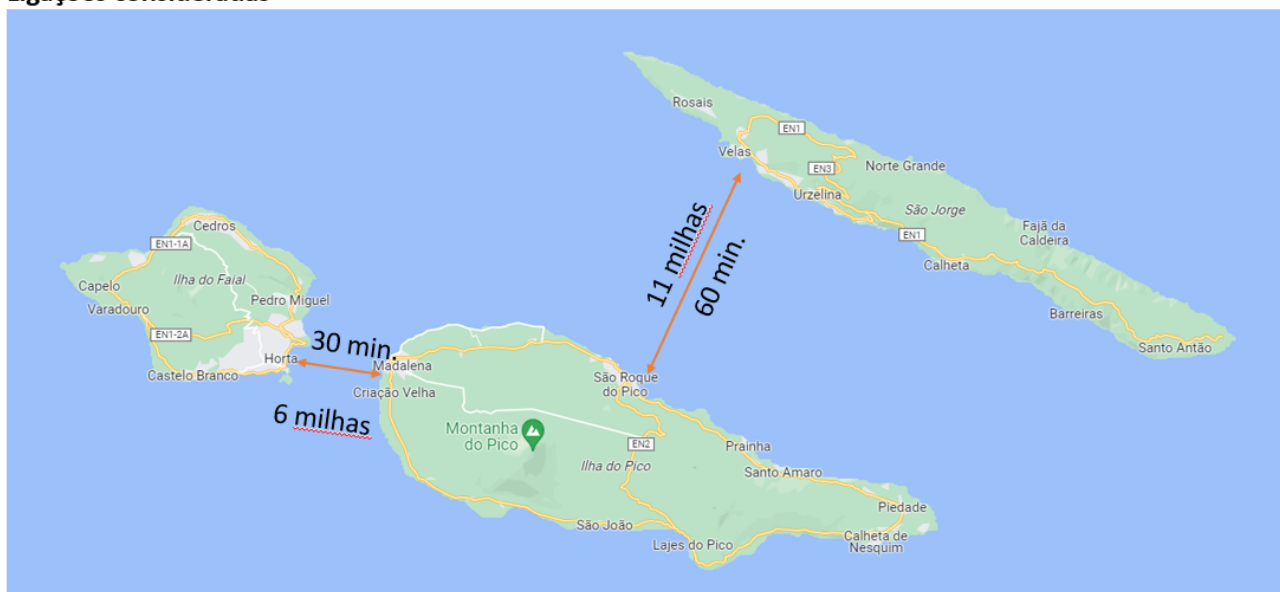 Ligações consideradas
Rosais
EN1
Velas
EN3
Norte Grande
Urzelina
São Jorge
EN1
Fajã da
Caldeira
Calheta
Barreiras
Santo Antão
11 milhas
60 min.
Cedros
EN1-1A
Ilha do Faial
Capelo
Varadouro
Pedro Miguel
EN1-2A
Horta
Castelo Branco
30 min.
6 milhas
Madalena
Criação Velha
São Roque
do Pico
Montanha
do Pico
EN2
Ilha do Pico
Prainha
Santo Amaro
Piedade
São João
Lajes do Pico
Calheta de
Nesquim